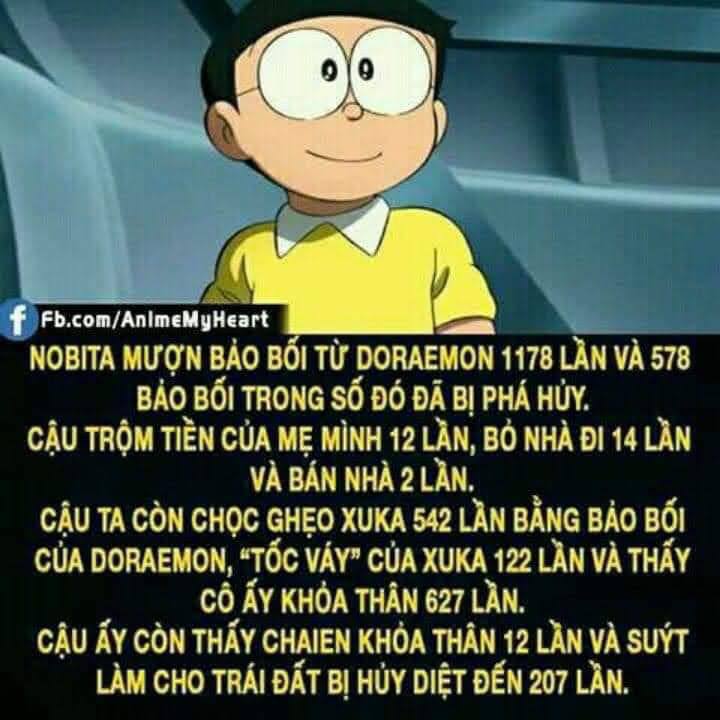 f Fb.com/AnImeMyHeart
NOBITA MƯỢN BẢO BỐI TỪ DORAEMON 1178 LẦN VÀ 578
BẢO BỐI TRONG SỐ ĐÓ ĐÃ BỊ PHÁ HỦY.
CẬU TRỘM TIỀN CỦA MẸ MÌNH 12 LẦN, BỎ NHÀ ĐI 14 LẦN
VÀ BÁN NHÀ 2 LẦN.
CẬU TA CÒN CHỌC GHẸO XUKA 542 LẦN BẰNG BẢO BỐI
CỦA DORAEMON, “TỐC VÁY” CỦA XUKA 122 LẦN VÀ THẤY
CÔ ẤY KHỎA THÂN 627 LẦN.
CẬU ẤY CÒN THẤY CHAIEN KHỎA THÂN 12 LẦN VÀ SUÝT
LÀM CHO TRÁI ĐẤT BỊ HỦY DIỆT ĐẾN 207 LẦN.